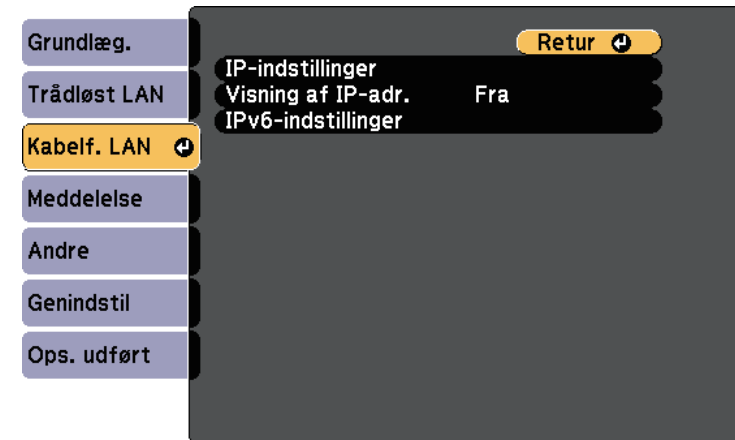 Grundlæg.
Trådløst LAN
Kabelf. LAN
Meddelelse
Andre
Genindstil
Ops. udført
Retur
IP-indstillinger
Visning af IP-adr. Fra
IPv6-indstillinger